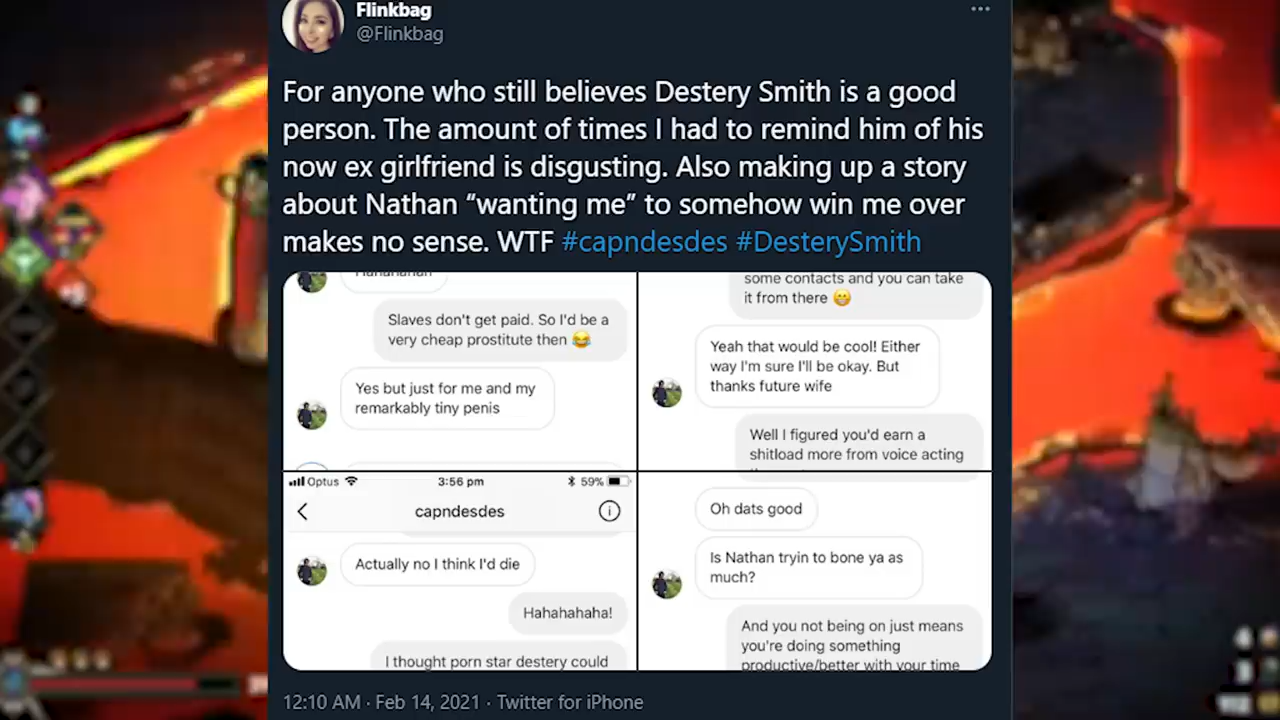 Flinkbag
@Flinkbag
For anyone who still believes Destery Smith is a good
person. The amount of times I had to remind him of his
now ex girlfriend is disgusting. Also making up a story
about Nathan “wanting me” to somehow win me over
makes no sense. WTF #capndesdes #DesterySmith
Slaves don't get paid. So I'd be a
very cheap prostitute then 😂
Yes but just for me and my
remarkably tiny penis
some contacts and you can take
it from there 😁
Yeah that would be cool! Either
way I'm sure I'll be okay. But
thanks future wife
Well I figured you'd earn a
shitload more from voice acting
Optus 3:56 pm 59%
capndesdes
Actually no I think I'd die
Hahahahaha!
I thought porn star destery could
Oh dats good
Is Nathan tryin to bone ya as
much?
And you not being on just means
you're doing something
productive/better with your time
12:10 AM · Feb 14, 2021 · Twitter for iPhone